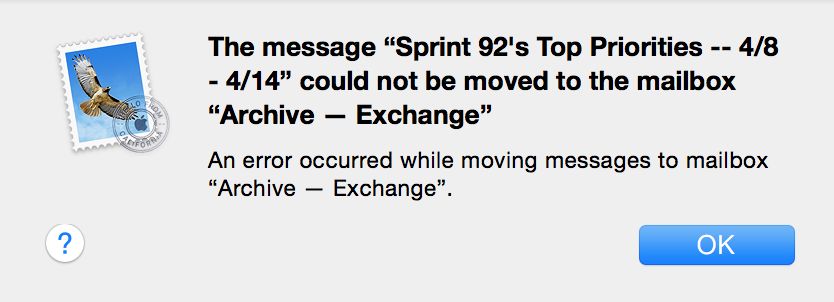 The message “Sprint 92's Top Priorities -- 4/8
- 4/14” could not be moved to the mailbox
“Archive — Exchange”
An error occurred while moving messages to mailbox
“Archive — Exchange”.
? OK